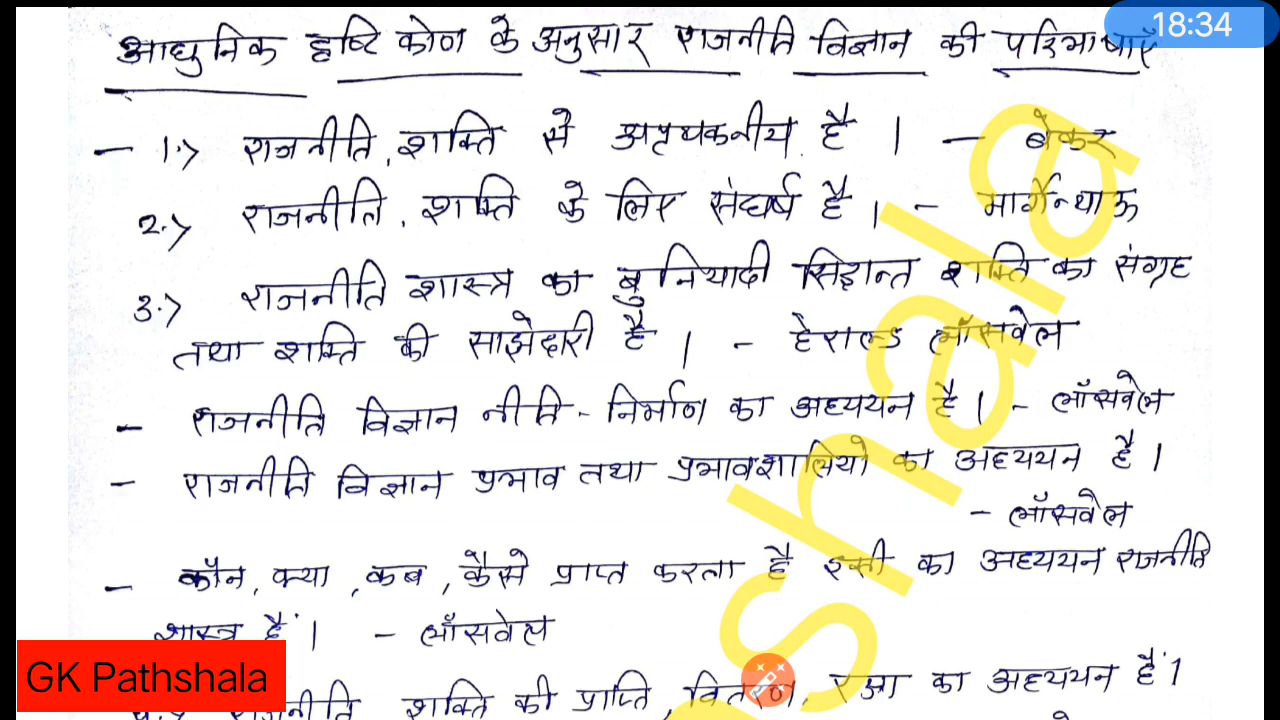 18:34
आधुनिक दृष्टि कोण के अनुसार राजनीति विज्ञान की परिभाषाएँ
- 1.> राजनीति, शक्ति से अपृथकनीय है। - बेकर
2.> राजनीति, शक्ति के लिए संघर्ष है। - मार्गेन्थाऊ
3.> राजनीति शास्त्र का बुनियादी सिद्धान्त शक्ति का संग्रह
तथा शक्ति की साझेदारी है। - हेराल्ड लॉसवेल
- राजनीति विज्ञान नीति-निर्माण का अध्ययन है। - लॉसवेल
- राजनीति विज्ञान प्रभाव तथा प्रभावशालियो का अध्ययन है।
- लॉसवेल
- कौन, क्या, कब, कैसे प्राप्त करता है इसी का अध्ययन राजनीति
शास्त्र है। - लॉसवेल
GK Pathshala
शक्ति की प्राप्ति, वितरण, रक्षा का अध्ययन है।
shala